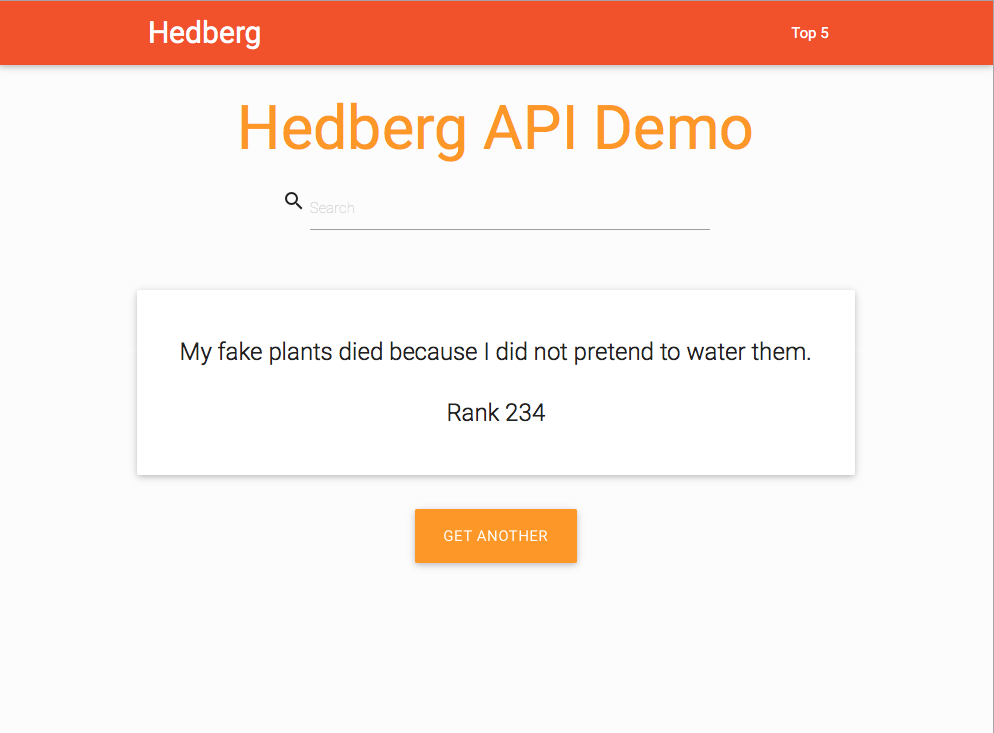 Hedberg
Top 5
Hedberg API Demo
Search
My fake plants died because I did not pretend to water them.
Rank 234
GET ANOTHER